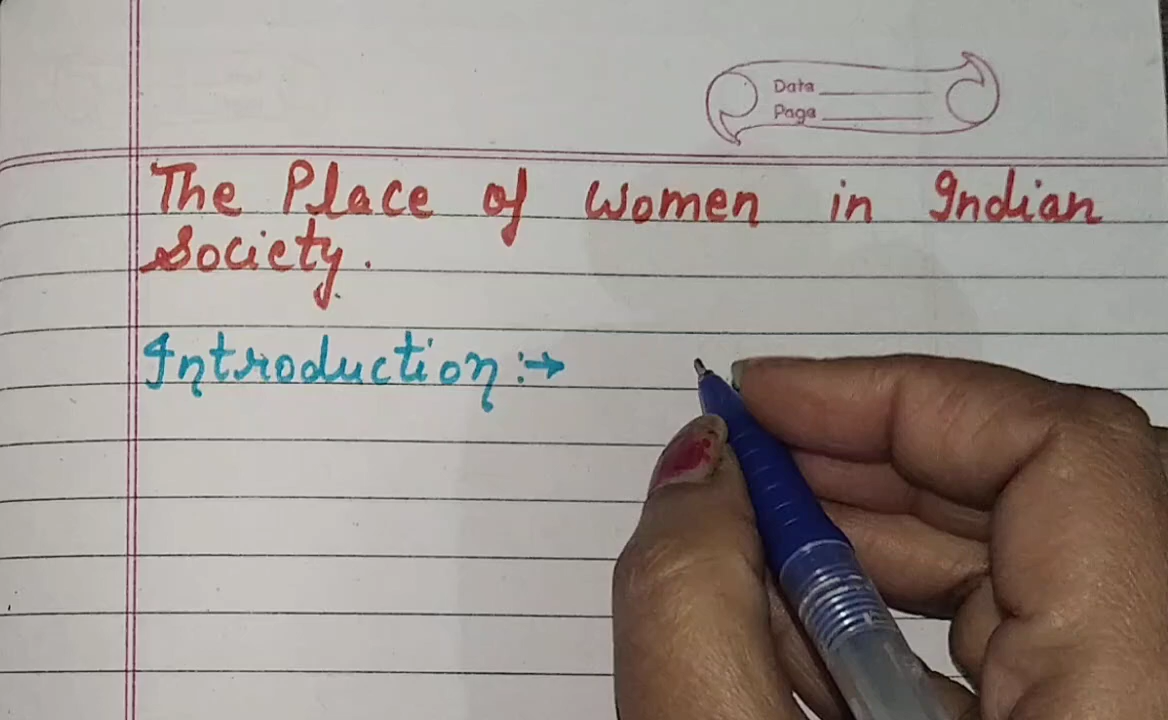 Data
Page
The Place of Women in Indian
Society.
Introduction :→